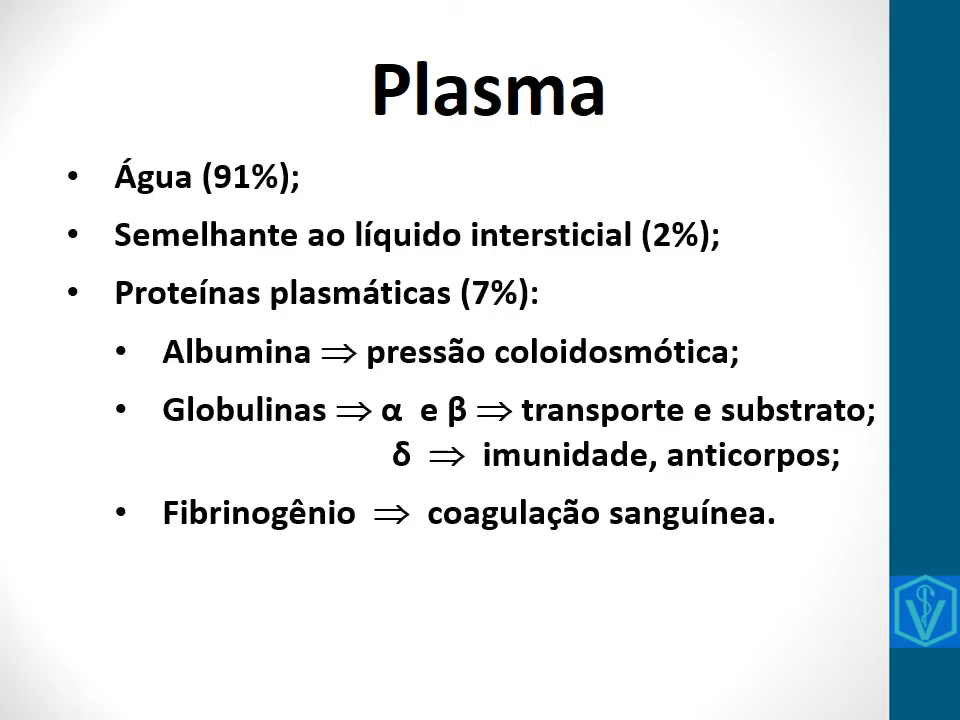 Plasma
• Água (91%);
• Semelhante ao líquido intersticial (2%);
• Proteínas plasmáticas (7%):
• Albumina ⇒ pressão coloidosmótica;
• Globulinas ⇒ α e β ⇒ transporte e substrato;
δ ⇒ imunidade, anticorpos;
• Fibrinogênio ⇒ coagulação sanguínea.